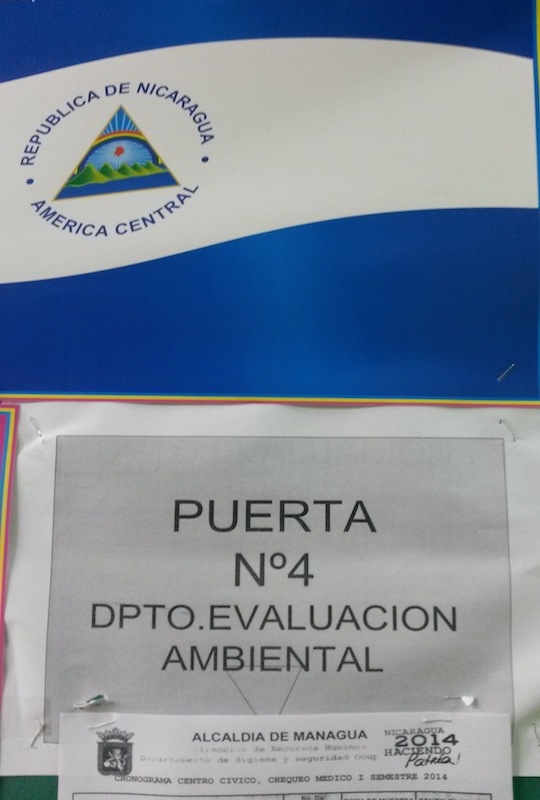 REPUBLICA DE NICARAGUA
AMERICA CENTRAL
PUERTA
Nº4
DPTO.EVALUACION
AMBIENTAL
ALCALDIA DE MANAGUA
Dirección de Recursos Humanos
Departamento de Higiene y seguridad Ocup
CRONOGRAMA CENTRO CIVICO, CHEQUEO MEDICO I SEMESTRE 2014
NICARAGUA
2014
HACIENDO
Patria!